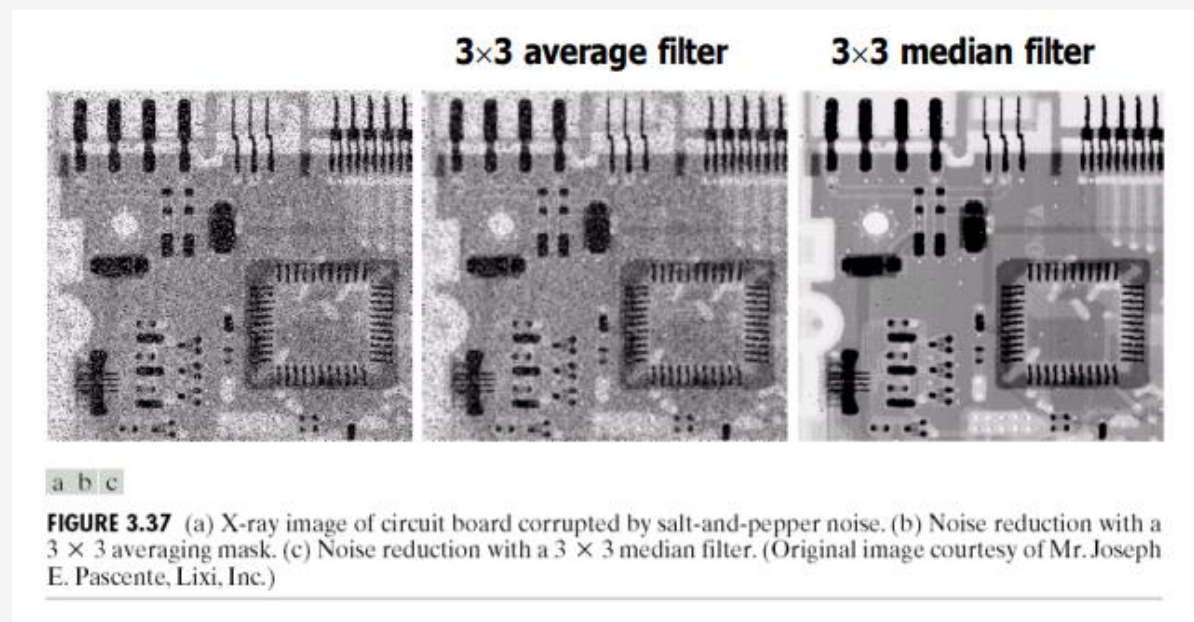 3×3 average filter 3×3 median filter
a b c
FIGURE 3.37 (a) X-ray image of circuit board corrupted by salt-and-pepper noise. (b) Noise reduction with a
3 × 3 averaging mask. (c) Noise reduction with a 3 × 3 median filter. (Original image courtesy of Mr. Joseph
E. Pascente, Lixi, Inc.)